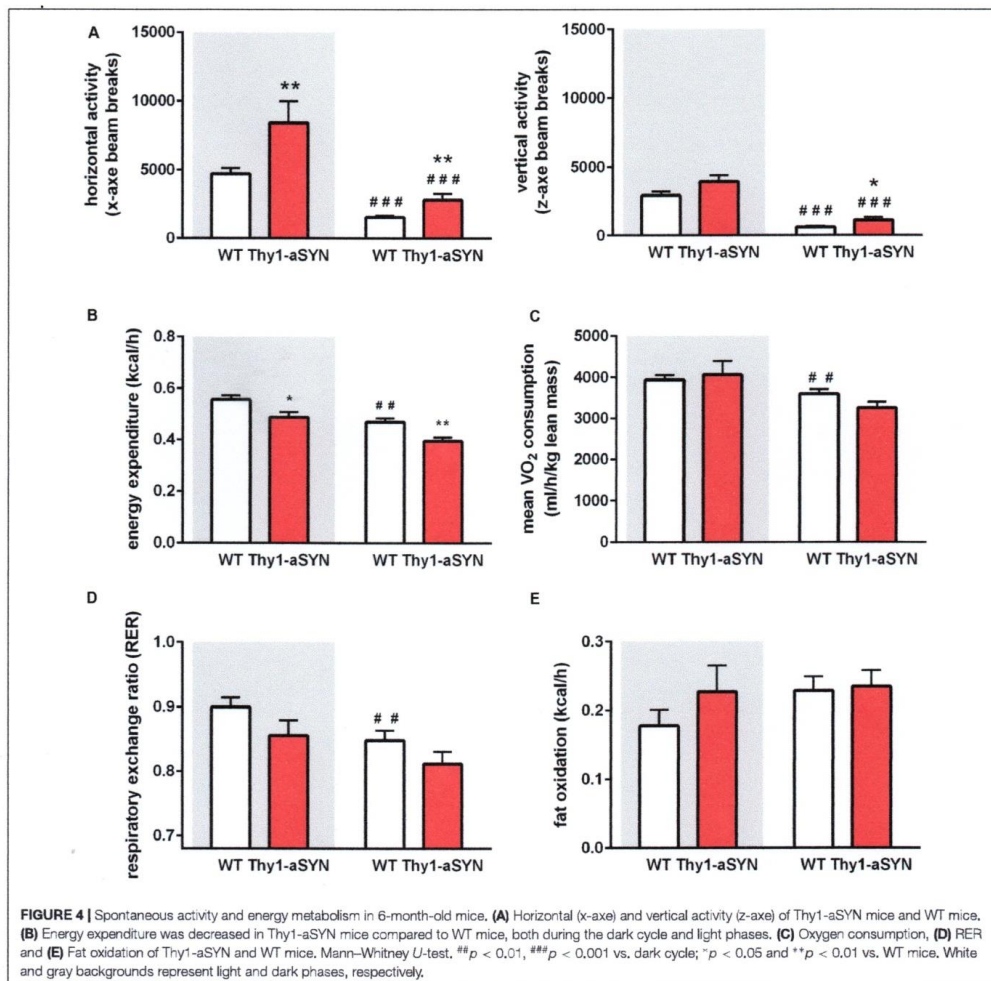 A
15000
10000
5000
0
horizontal activity
(x-axe beam breaks)
**
###
**
###
WT Thy1-aSYN
WT Thy1-aSYN
15000
10000
5000
0
vertical activity
(z-axe beam breaks)
###
*
###
WT Thy1-aSYN
WT Thy1-aSYN
B
0.8
0.6
0.4
0.2
0.0
energy expenditure (kcal/h)
*
##
**
WT Thy1-aSYN
WT Thy1-aSYN
C
5000
4000
3000
2000
1000
0
mean VO₂ consumption
(ml/h/kg lean mass)
##
WT Thy1-aSYN
WT Thy1-aSYN
D
1.0
0.9
0.8
0.7
respiratory exchange ratio (RER)
##
WT Thy1-aSYN
WT Thy1-aSYN
E
0.3
0.2
0.1
0.0
fat oxidation (kcal/h)
WT Thy1-aSYN
WT Thy1-aSYN
FIGURE 4 | Spontaneous activity and energy metabolism in 6-month-old mice. (A) Horizontal (x-axe) and vertical activity (z-axe) of Thy1-aSYN mice and WT mice.
(B) Energy expenditure was decreased in Thy1-aSYN mice compared to WT mice, both during the dark cycle and light phases. (C) Oxygen consumption, (D) RER
and (E) Fat oxidation of Thy1-aSYN and WT mice. Mann–Whitney U-test. ##p < 0.01, ###p < 0.001 vs. dark cycle; *p < 0.05 and **p < 0.01 vs. WT mice. White
and gray backgrounds represent light and dark phases, respectively.